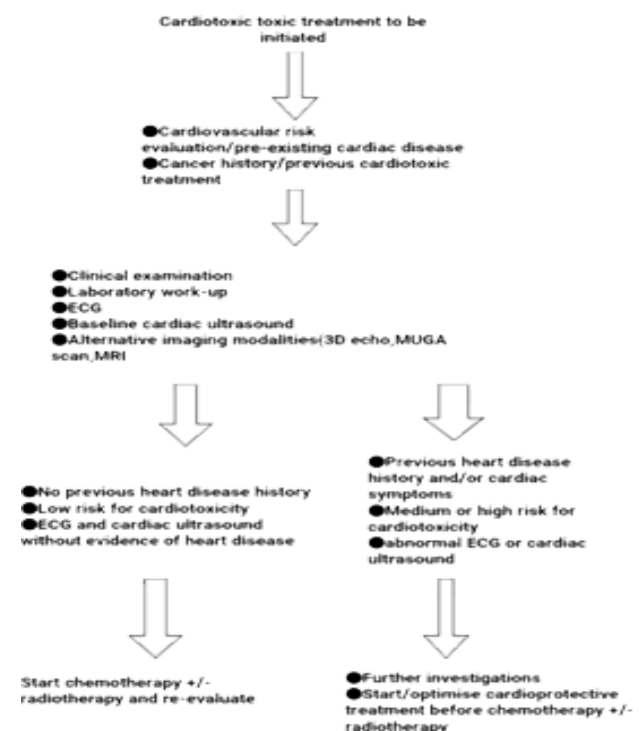 Cardiotoxic toxic treatment to be
initiated
●Cardiovascular risk
evaluation/pre-existing cardiac disease
●Cancer history/previous cardiotoxic
treatment
●Clinical examination
●Laboratory work-up
●ECG
●Baseline cardiac ultrasound
●Alternative imaging modalities(3D echo,MUGA
scan,MRI
●No previous heart disease history
●Low risk for cardiotoxicity
●ECG and cardiac ultrasound
without evidence of heart disease
●Previous heart disease
history and/or cardiac
symptoms
●Medium or high risk for
cardiotoxicity
●abnormal ECG or cardiac
ultrasound
Start chemotherapy +/-
radiotherapy and re-evaluate
●Further investigations
●Start/optimise cardioprotective
treatment before chemotherapy +/-
radiotherapy